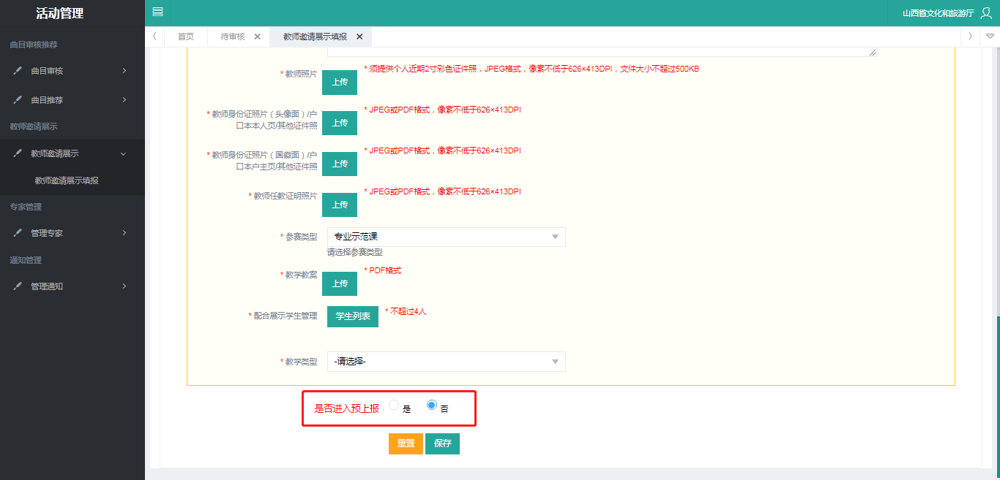 活动管理
山西省文化和旅游厅
首页
待审核
教师邀请展示填报
曲目审核推荐
曲目审核
曲目推荐
教师邀请展示
教师邀请展示
教师邀请展示填报
专家管理
管理专家
通知管理
管理通知
* 教师照片
上传
* 须提供个人近期2寸彩色证件照，JPEG格式，像素不低于626×413DPI，文件大小不超过500KB
* 教师身份证照片（头像面）/户
口本本人页/其他证件照
上传
* JPEG或PDF格式，像素不低于626×413DPI
* 教师身份证照片（国徽面）/户
口本户主页/其他证件照
上传
* JPEG或PDF格式，像素不低于626×413DPI
* 教师任教证明照片
上传
* JPEG或PDF格式，像素不低于626×413DPI
* 参赛类型
专业示范课
请选择参赛类型
* 教学教案
上传
* PDF格式
* 配合展示学生管理
学生列表
* 不超过4人
* 教学类型
-请选择-
是否进入预上报
是
否
重置
保存